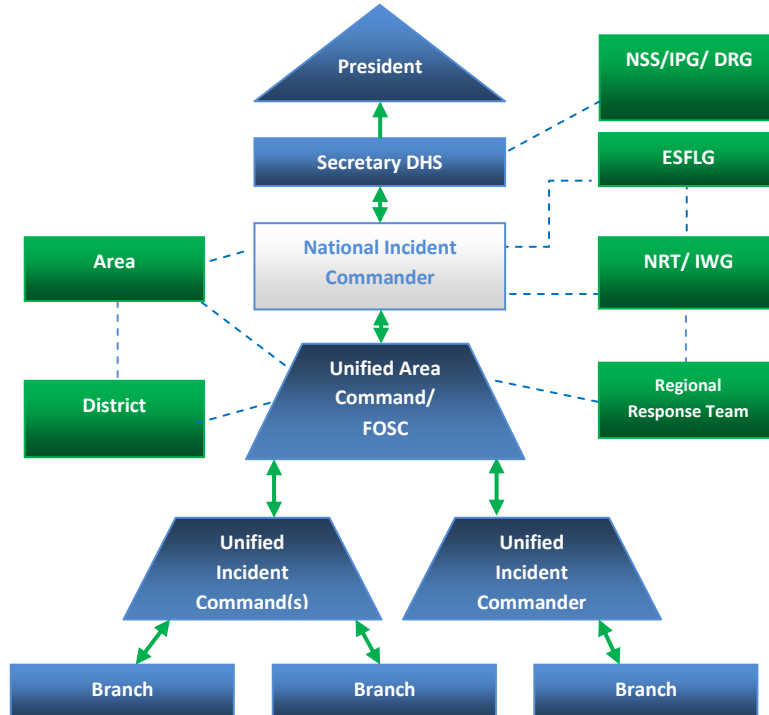 President
NSS/IPG/ DRG
Secretary DHS
ESFLG
National Incident
Commander
Area
NRT/ IWG
Unified Area
Command/
FOSC
District
Regional
Response Team
Unified
Incident
Command(s)
Unified
Incident
Commander
Branch
Branch
Branch